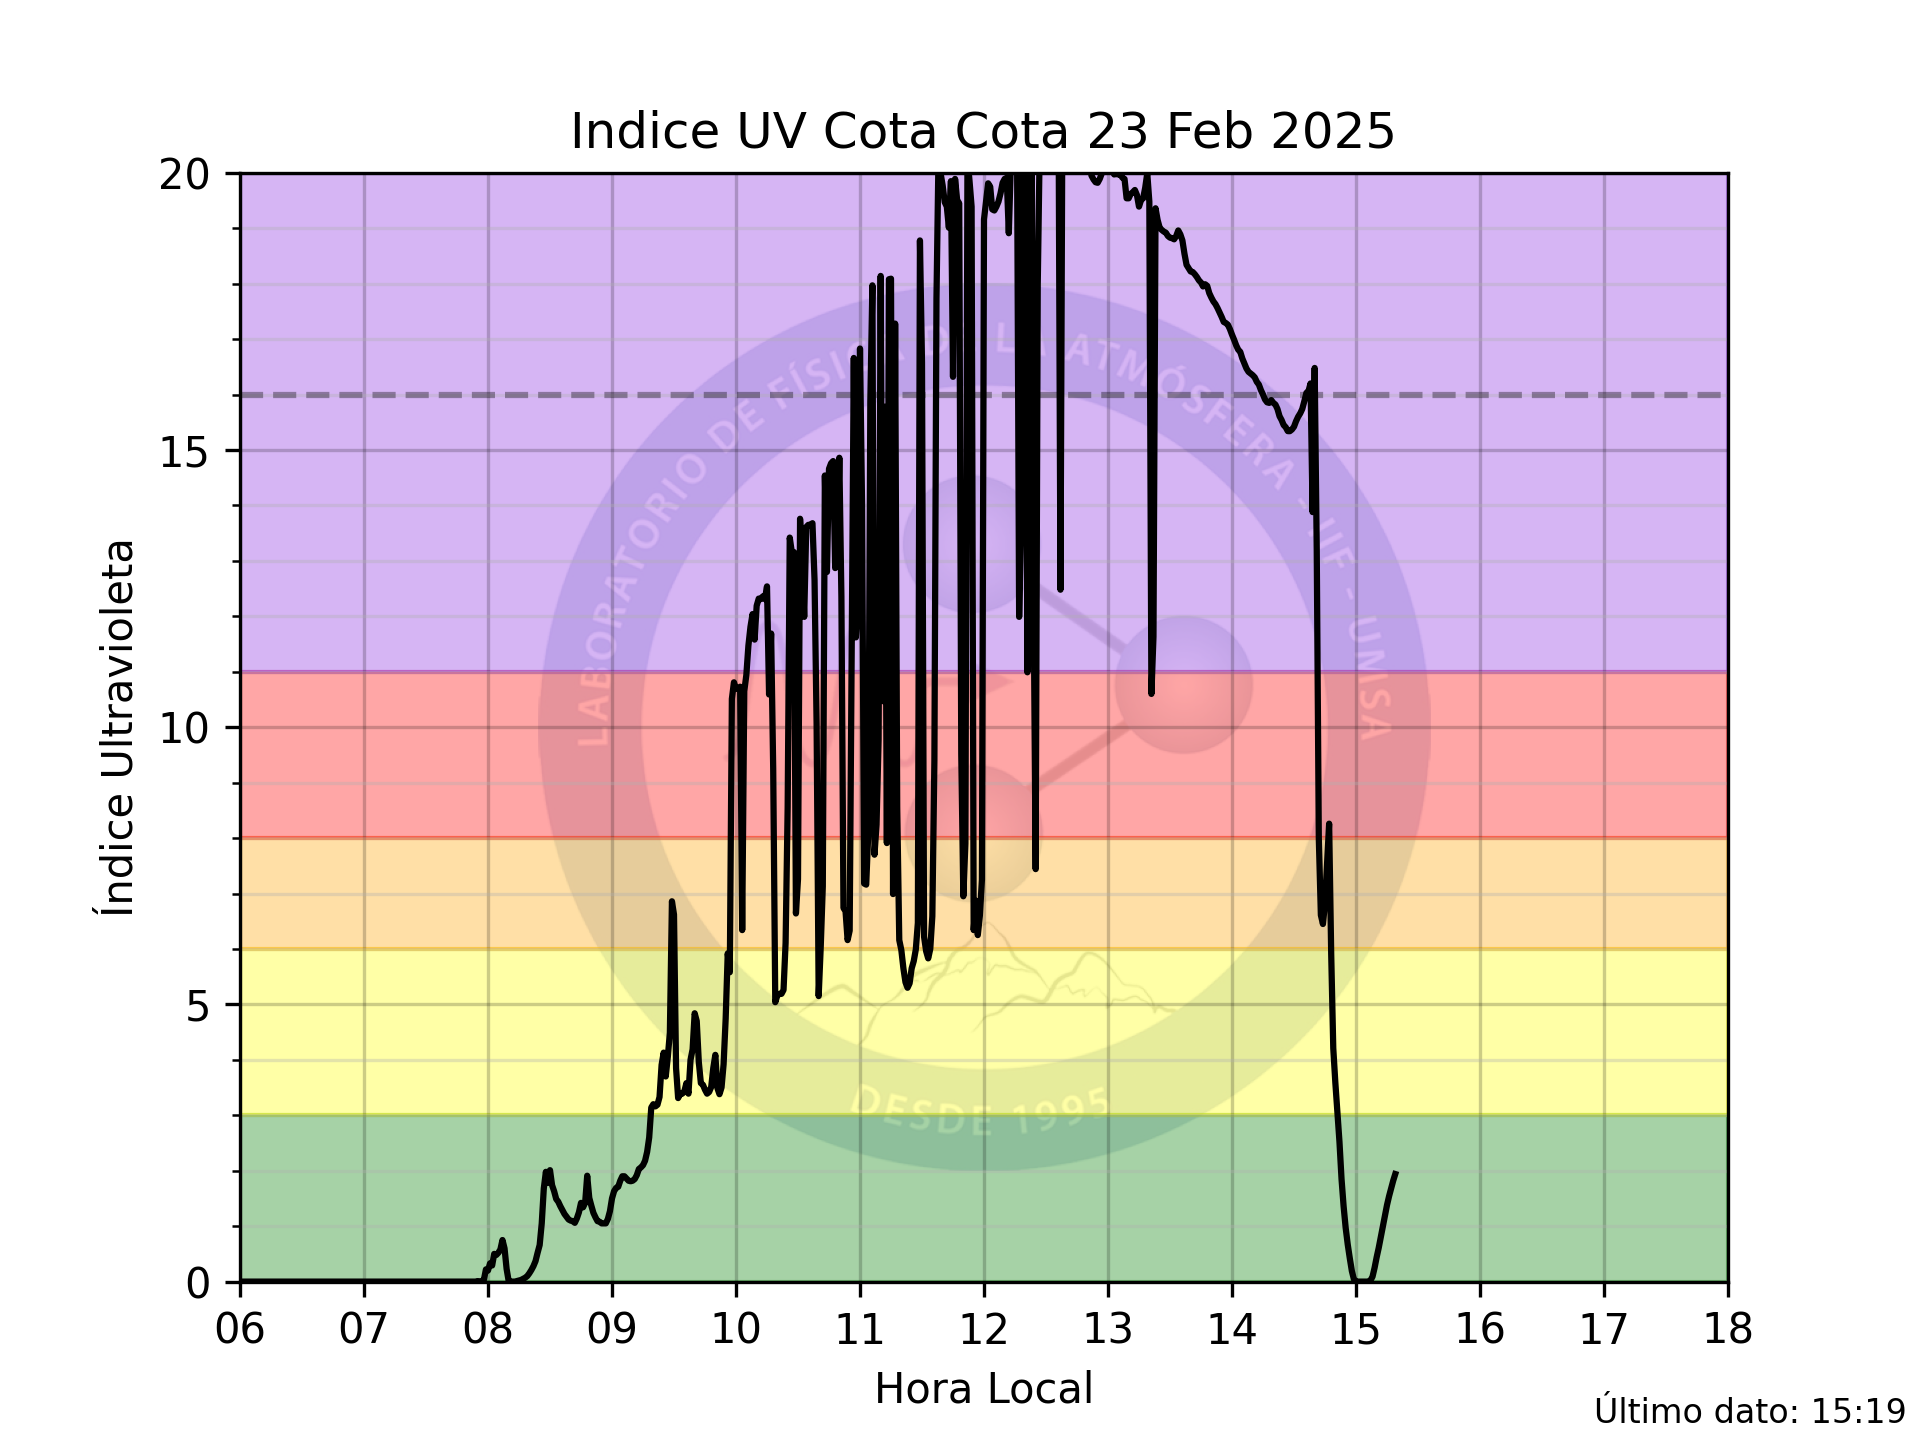 Indice UV Cota Cota 23 Feb 2025
20
15
10
5
0
Índice Ultravioleta
LABORATORIO DE FÍSICA DE LA ATMÓSFERA - IIF - UMSA
DESDE 1995
06 07 08 09 10 11 12 13 14 15 16 17 18
Hora Local
Último dato: 15:19